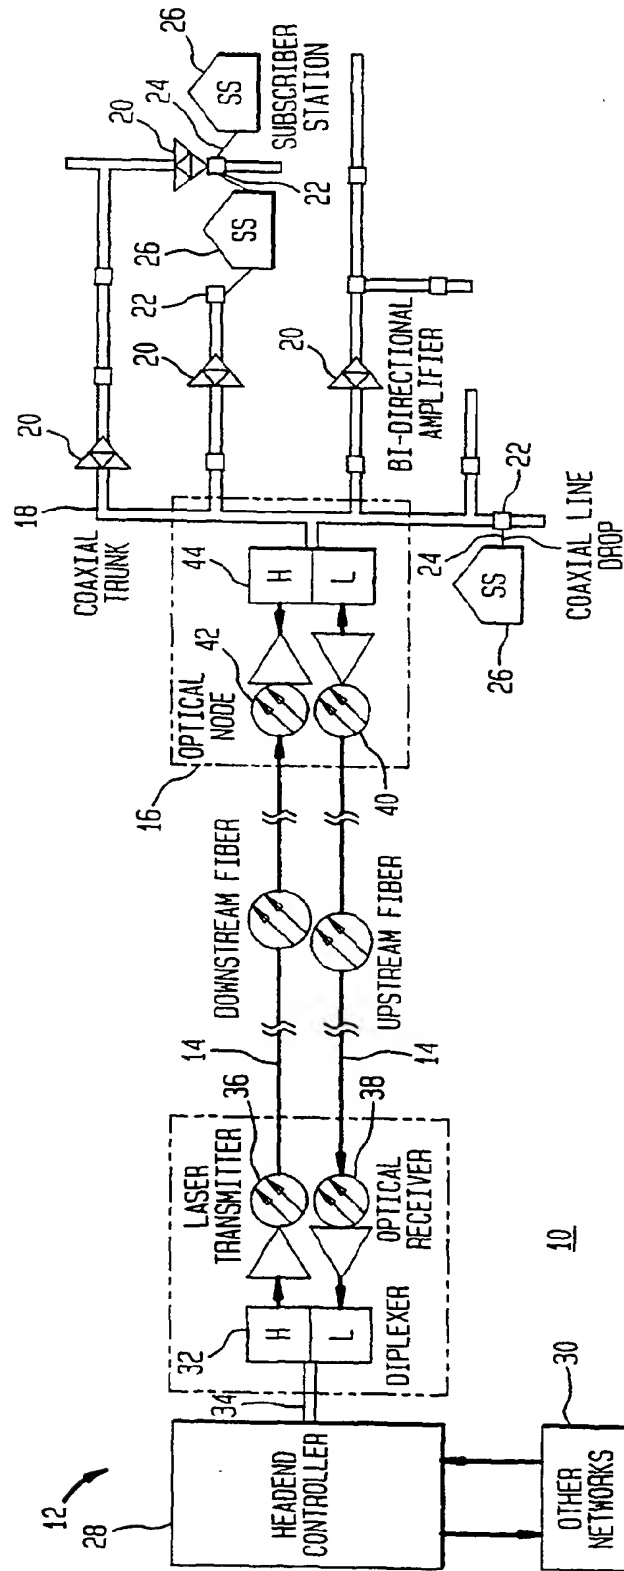 12
28
HEADEND
CONTROLLER
34
OTHER
NETWORKS
30
10
32
H
L
DIPLEXER
LASER
TRANSMITTER
36
OPTICAL
RECEIVER
38
14
14
DOWNSTREAM FIBER
UPSTREAM FIBER
16
OPTICAL
NODE
42
40
44
H
L
COAXIAL
TRUNK
18
20
20
20
20
BI-DIRECTIONAL
AMPLIFIER
22
22
22
24
24
SS
SS
SS
26
26
26
SUBSCRIBER
STATION
COAXIAL LINE
DROP